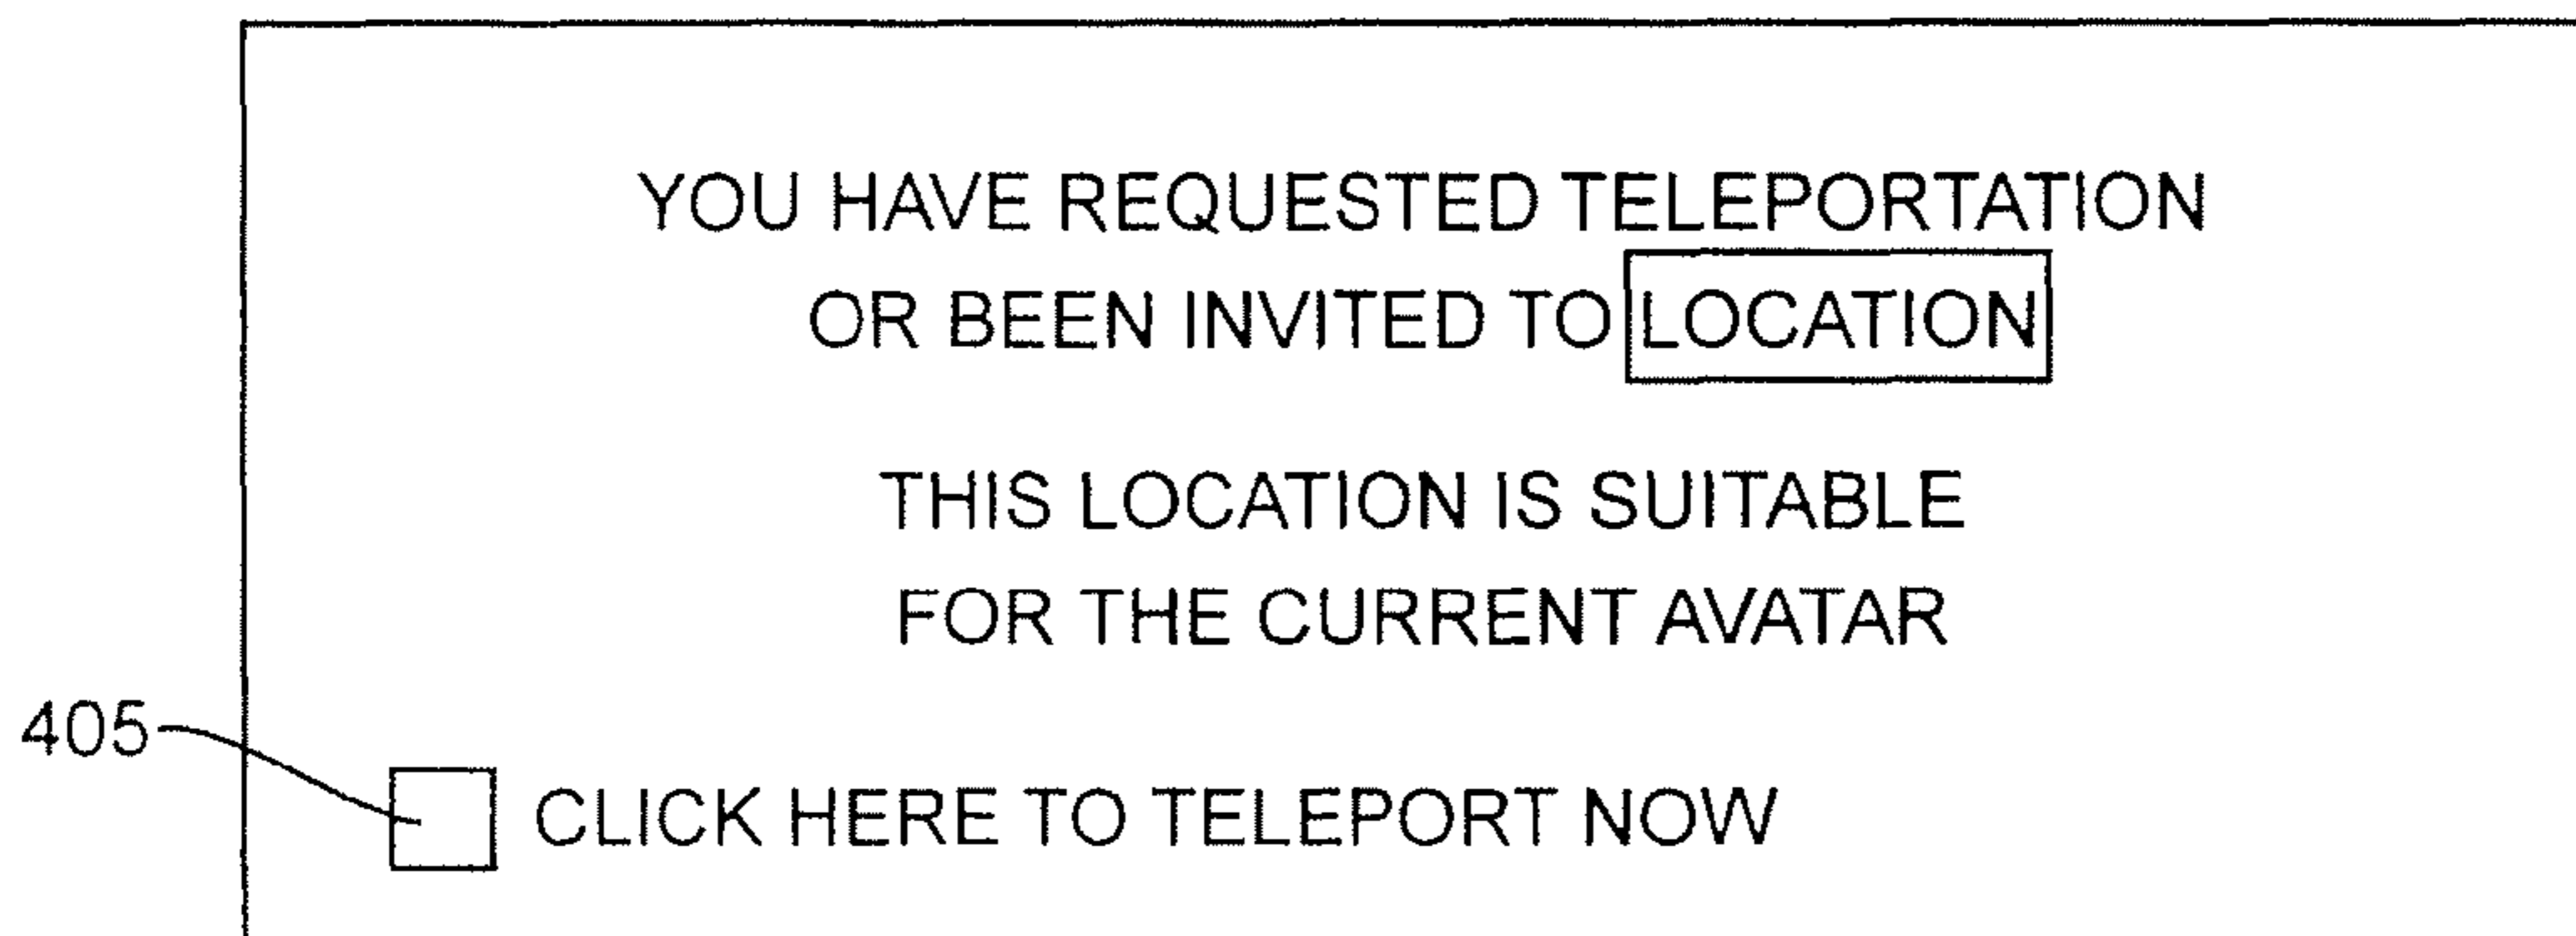 YOU HAVE REQUESTED TELEPORTATION
OR BEEN INVITED TO LOCATION
THIS LOCATION IS SUITABLE
FOR THE CURRENT AVATAR
405
CLICK HERE TO TELEPORT NOW